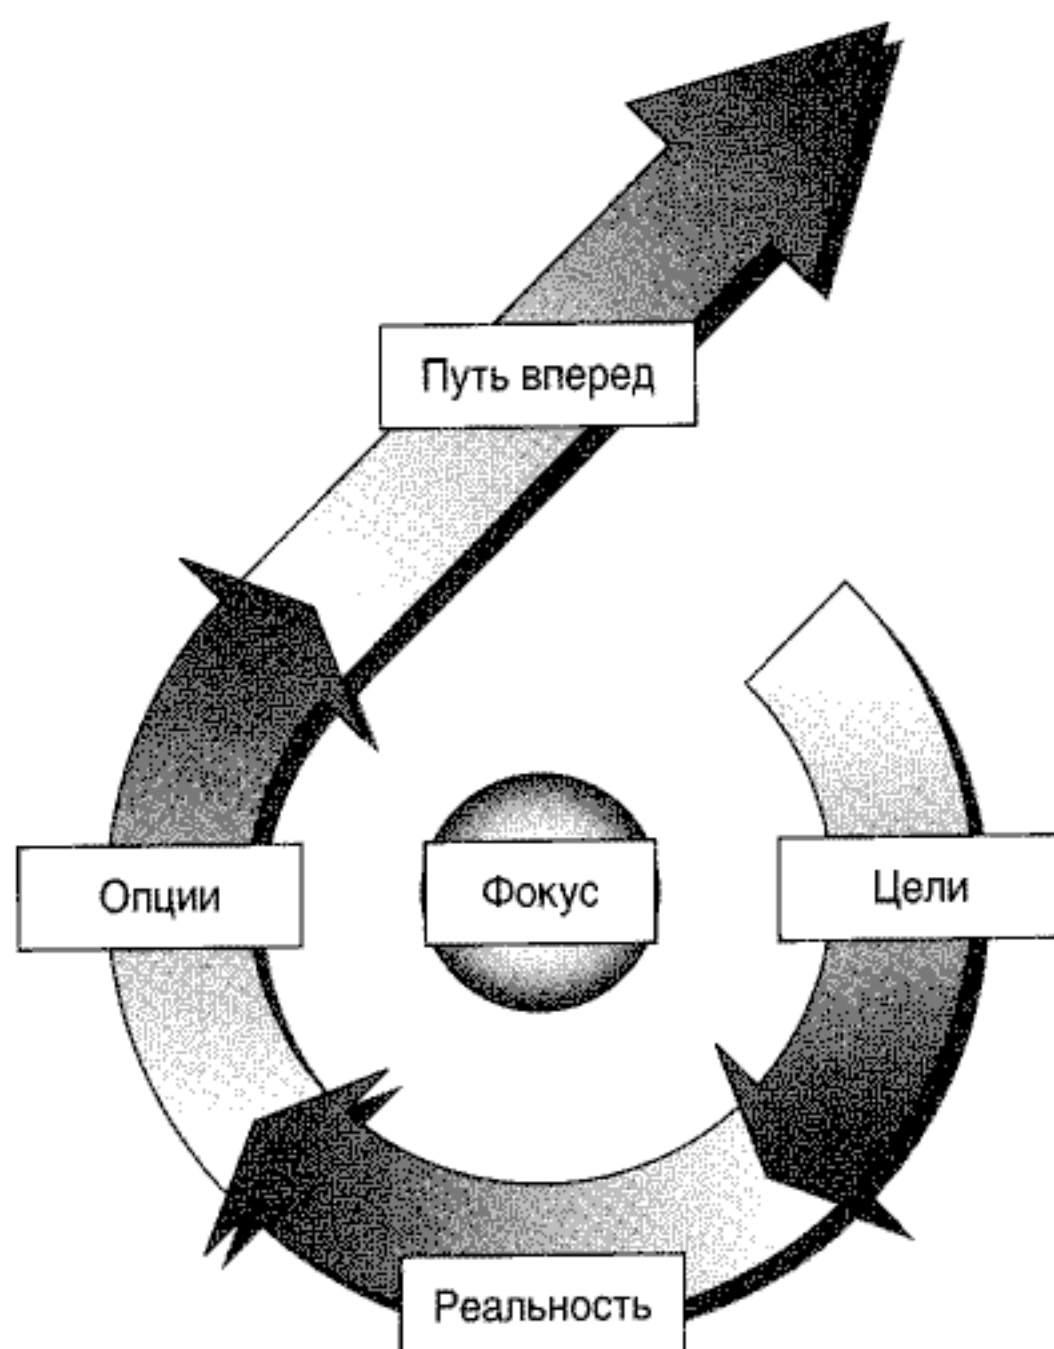 Путь вперед
Опции
Фокус
Цели
Реальность